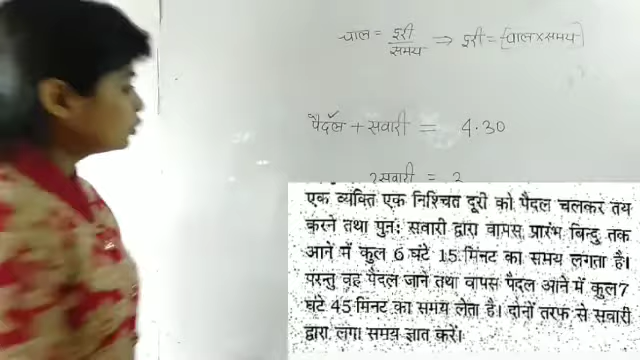 चाल = दूरी / समय ⇒ दूरी = [चाल × समय]
पैदल + सवारी = 4.30
2सवारी = 2
एक व्यक्ति एक निश्चित दूरी को पैदल चलकर तय
करने तथा पुनः सवारी द्वारा वापस प्रारंभ बिन्दु तक
आने में कुल 6 घंटे 15 मिनट का समय लगता है।
परन्तु वह पैदल जाने तथा वापस पैदल आने में कुल 7
घंटे 45 मिनट का समय लेता है। दोनों तरफ से सवारी
द्वारा लगा समय ज्ञात करें।